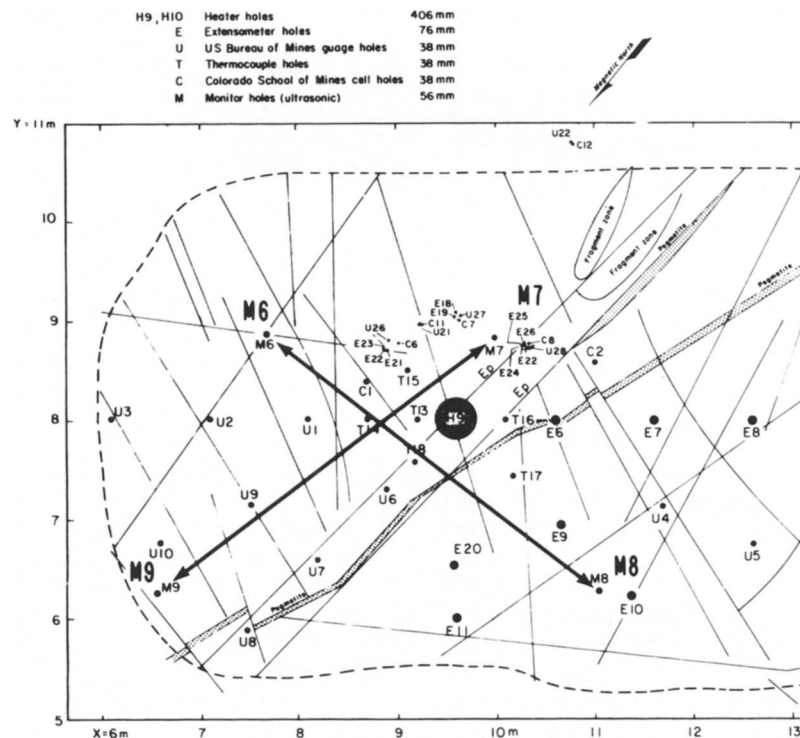 H9, H10 Heater holes 406 mm
E Extensometer holes 76 mm
U US Bureau of Mines guage holes 38 mm
T Thermocouple holes 38 mm
C Colorado School of Mines cell holes 38 mm
M Monitor holes (ultrasonic) 56 mm
Magnetic North
Y = 11 m
U22
C12
10
Fragment zone
Fragment zone
Pegmatite
Pegmatite
M6
M7
E18
E19
U27
C7
E25
9
M6
U26
C6
C11
U21
E23
E22
E21
M7
E26
C8
E22
U28
E24
C2
T15
Ep
Ep
C1
8
U3
U2
U1
T13
H9
T16
E6
E7
E8
T18
T17
U9
U6
U4
7
U10
U7
E20
E9
U5
M9
M9
M8
M8
Pegmatite
6
U8
E11
E10
5
X = 6 m
7
8
9
10 m
11
12
13